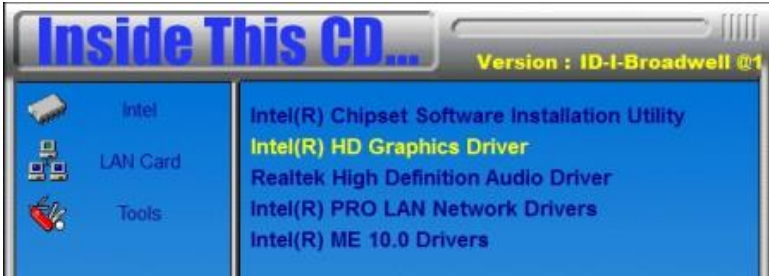 Inside This CD...
Version : ID-I-Broadwell @1
Intel
LAN Card
Tools
Intel(R) Chipset Software Installation Utility
Intel(R) HD Graphics Driver
Realtek High Definition Audio Driver
Intel(R) PRO LAN Network Drivers
Intel(R) ME 10.0 Drivers